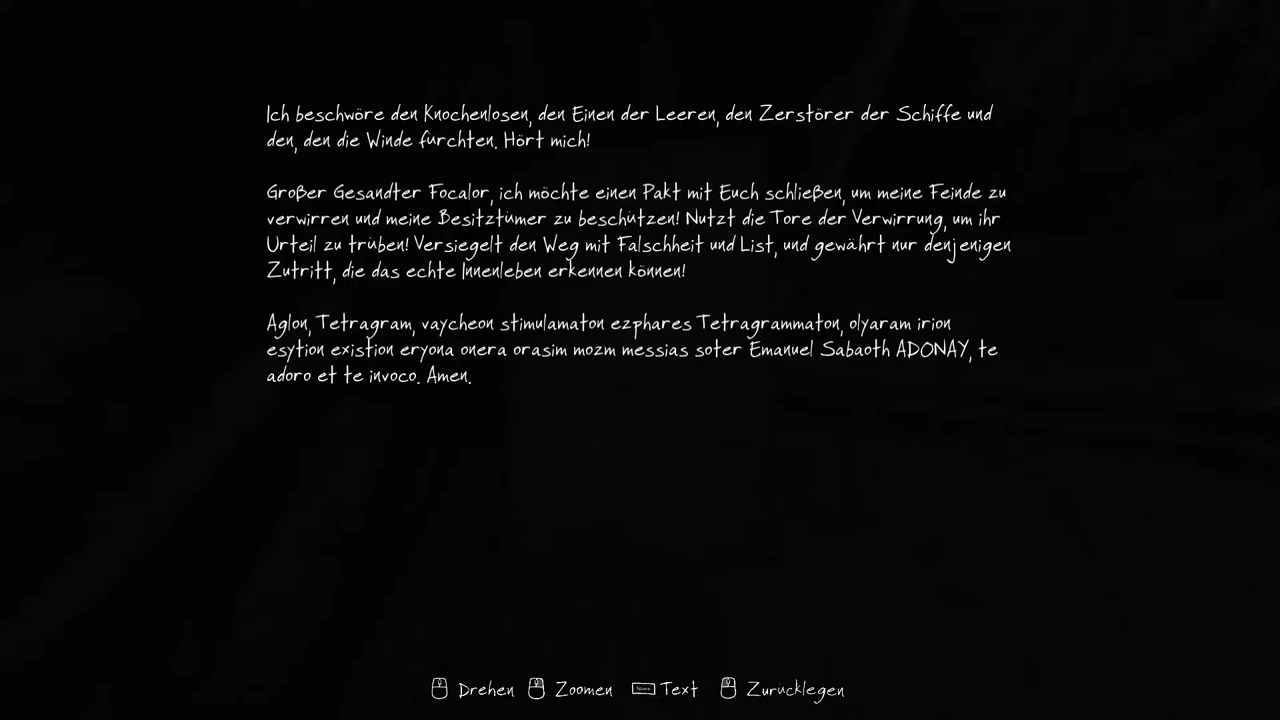 Ich beschwöre den Knochenlosen, den Einen der Leeren, den Zerstörer der Schiffe und
den, den die Winde fürchten. Hört mich!
Großer Gesandter Focalor, ich möchte einen Pakt mit Euch schließen, um meine Feinde zu
verwirren und meine Besitztümer zu beschützen! Nutzt die Tore der Verwirrung, um ihr
Urteil zu trüben! Versiegelt den Weg mit Falschheit und List, und gewährt nur denjenigen
Zutritt, die das echte Innenleben erkennen können!
Aglon, Tetragram, vaycheon stimulamaton ezphares Tetragrammaton, olyaram irion
esytion existion eryona onera orasim mozm messias soter Emanuel Sabaoth ADONAY, te
adoro et te invoco. Amen.
Drehen Zoomen Space Text Zurücklegen